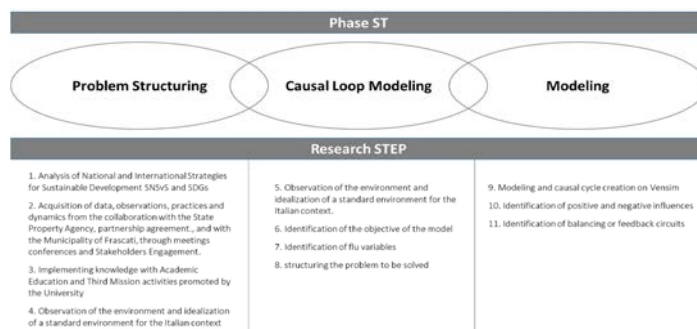 Phase ST
Problem Structuring
Causal Loop Modeling
Modeling
Research STEP
1. Analysis of National and International Strategies
for Sustainable Development SNSvS and SDGs
2. Acquisition of data, observations, practices and
dynamics from the collaboration with the State
Property Agency, partnership agreement., and with
the Municipality of Frascati, through meetings
conferences and Stakeholders Engagement.
3. Implementing knowledge with Academic
Education and Third Mission activities promoted by
the University
4. Observation of the environment and idealization
of a standard environment for the Italian context
5. Observation of the environment and
idealization of a standard environment for the
Italian context.
6. Identification of the objective of the model
7. Identification of flu variables
8. structuring the problem to be solved
9. Modeling and causal cycle creation on Vensim
10. Identification of positive and negative influences
11. Identification of balancing or feedback circuits